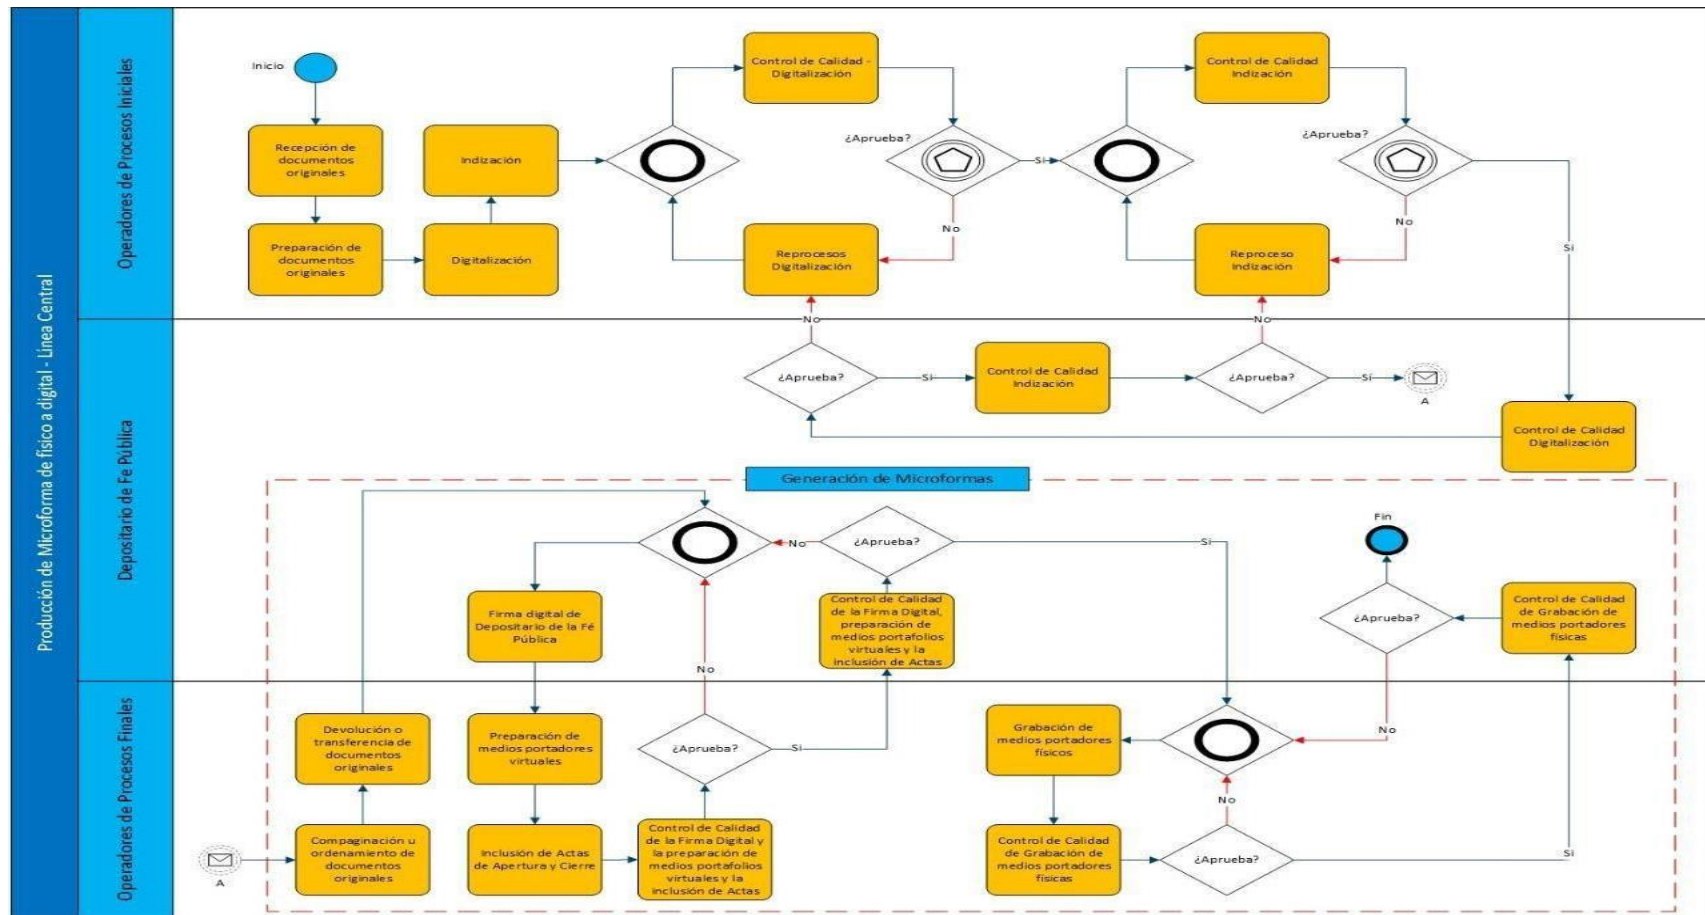 Producción de Microforma de físico a digital - Línea Central
Operadores de Procesos Iniciales
Inicio
Recepción de
documentos
originales
Preparación de
documentos
originales
Indización
Digitalización
Control de Calidad -
Digitalización
¿Aprueba?
Si
No
Reprocesos
Digitalización
Control de Calidad
Indización
¿Aprueba?
No
Si
Reproceso
Indización
Depositario de Fe Pública
No
¿Aprueba?
Si
Control de Calidad
Indización
No
¿Aprueba?
Sí
A
Control de Calidad
Digitalización
Generación de Microformas
No
¿Aprueba?
Si
Fin
Firma digital de
Depositario de la Fé
Pública
No
Control de Calidad
de la Firma Digital,
preparación de
medios portafolios
virtuales y la
inclusión de Actas
¿Aprueba?
No
Control de Calidad
de Grabación de
medios portadores
físicas
Operadores de Procesos Finales
A
Devolución o
transferencia de
documentos
originales
Compaginación u
ordenamiento de
documentos
originales
Preparación de
medios portadores
virtuales
Inclusión de Actas
de Apertura y Cierre
¿Aprueba?
Si
Control de Calidad
de la Firma Digital y
la preparación de
medios portafolios
virtuales y la
inclusión de Actas
Grabación de
medios portadores
físicos
Control de Calidad
de Grabación de
medios portadores
físicas
No
¿Aprueba?
Si